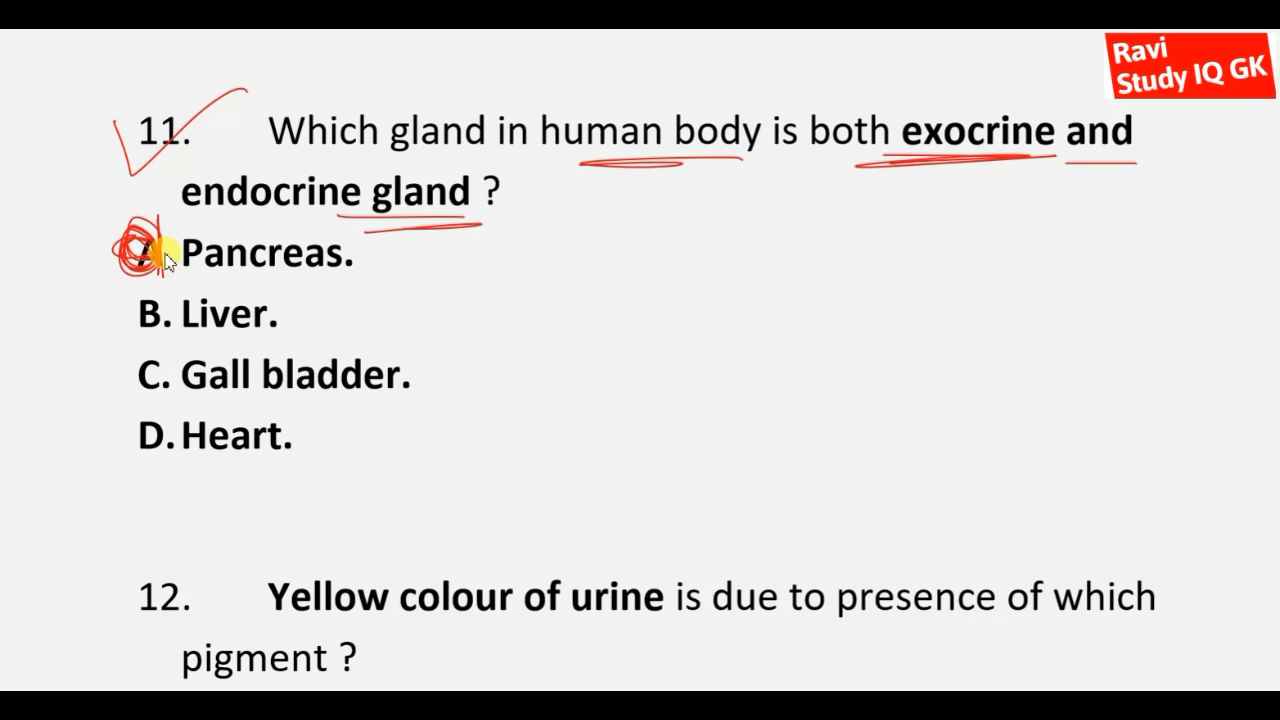 Ravi
Study IQ GK
11. Which gland in human body is both exocrine and
endocrine gland ?
A. Pancreas.
B. Liver.
C. Gall bladder.
D. Heart.
12. Yellow colour of urine is due to presence of which
pigment ?